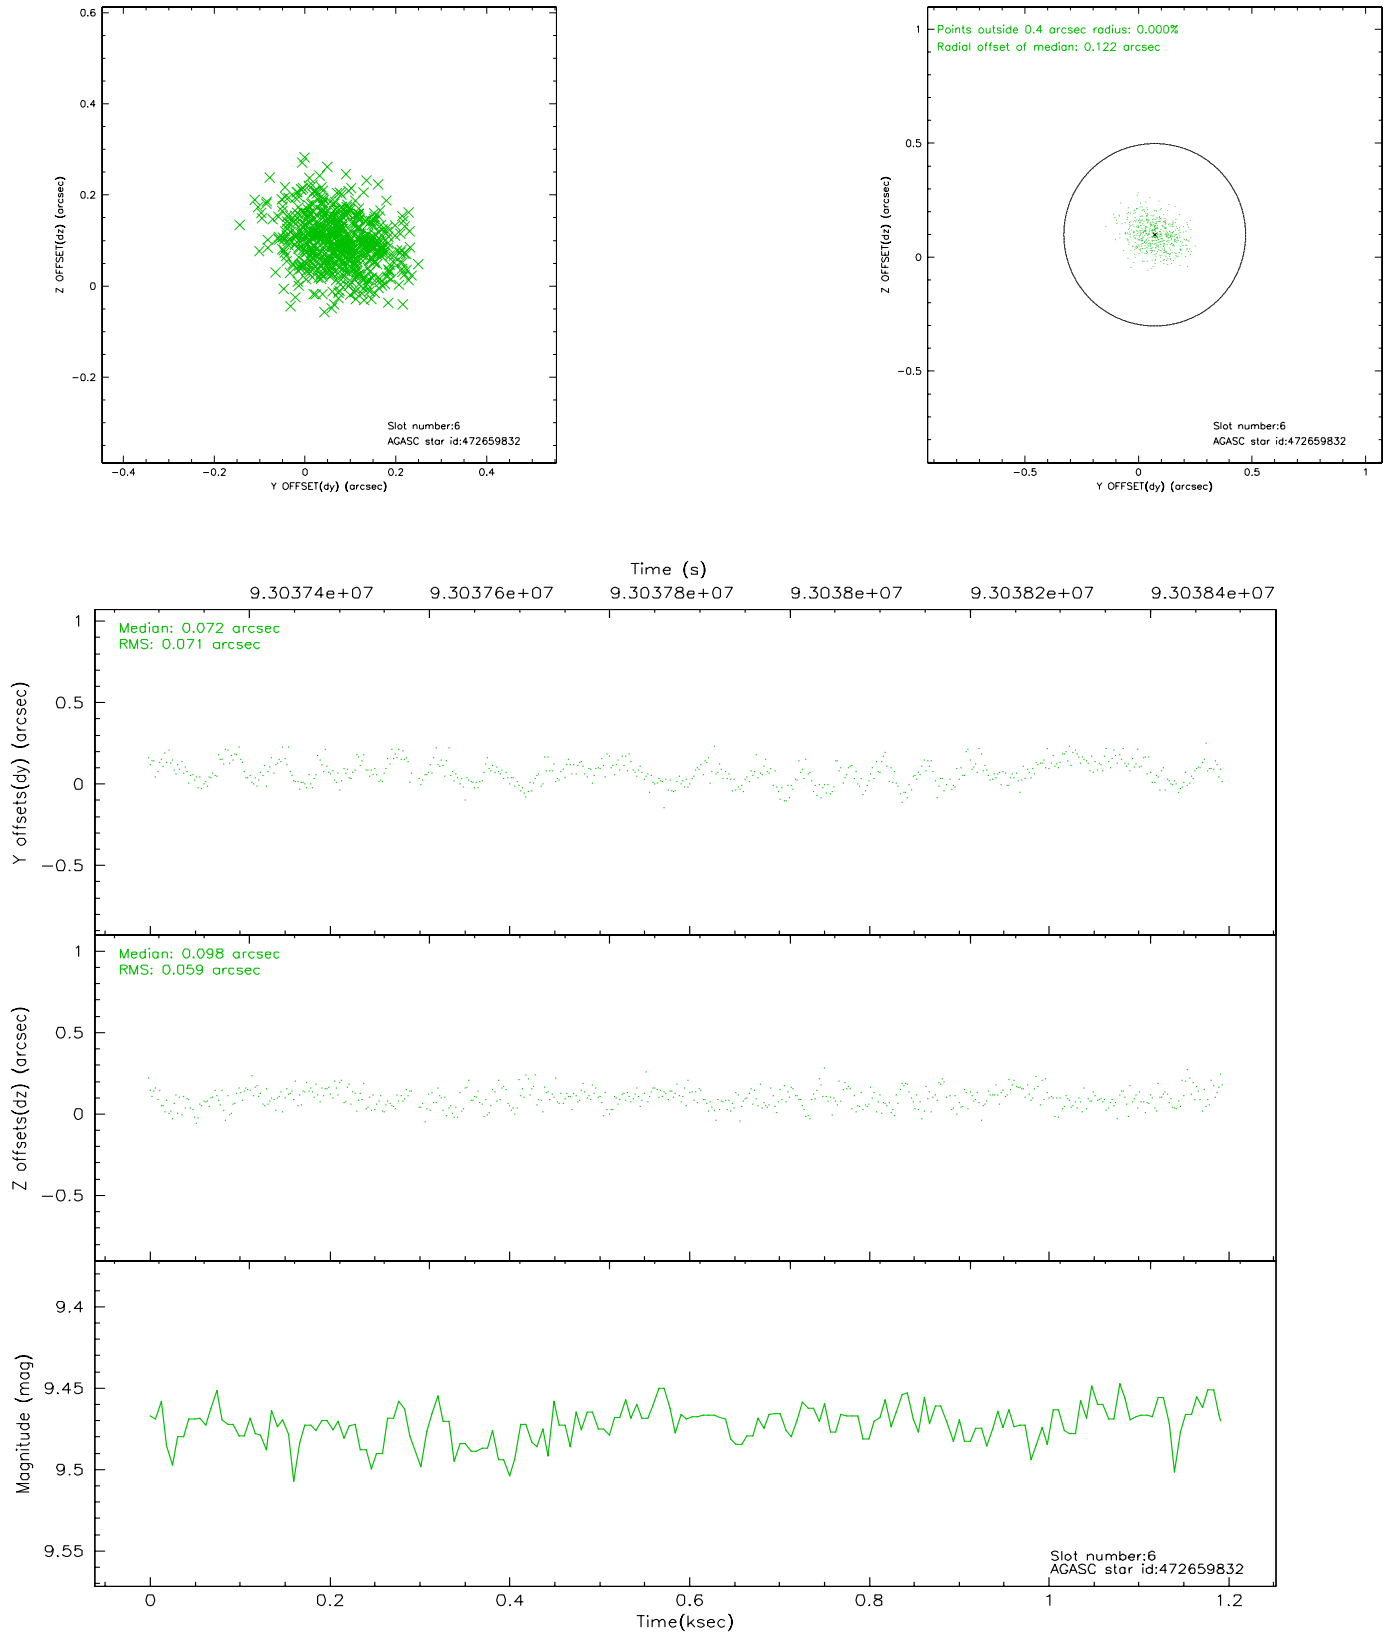 0.6
0.4
0.2
0
−0.2
Z OFFSET(dz) (arcsec)
Slot number:6
AGASC star id:472659832
−0.4 −0.2 0 0.2 0.4
Y OFFSET(dy) (arcsec)
Points outside 0.4 arcsec radius: 0.000%
Radial offset of median: 0.122 arcsec
1
0.5
0
−0.5
Z OFFSET(dz) (arcsec)
Slot number:6
AGASC star id:472659832
−0.5 0 0.5 1
Y OFFSET(dy) (arcsec)
Time (s)
9.30374e+07 9.30376e+07 9.30378e+07 9.3038e+07 9.30382e+07 9.30384e+07
Median: 0.072 arcsec
RMS: 0.071 arcsec
1
0.5
0
−0.5
Y offsets(dy) (arcsec)
Median: 0.098 arcsec
RMS: 0.059 arcsec
1
0.5
0
−0.5
Z offsets(dz) (arcsec)
9.4
9.45
9.5
9.55
Magnitude (mag)
Slot number:6
AGASC star id:472659832
0 0.2 0.4 0.6 0.8 1 1.2
Time(ksec)